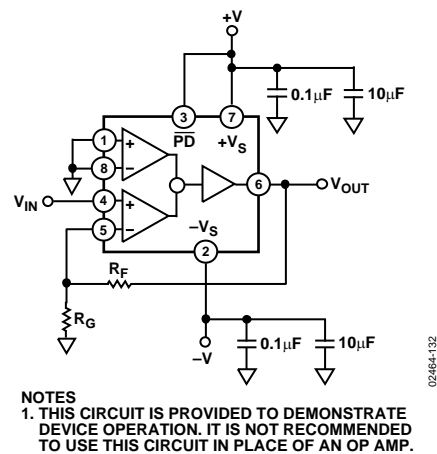 +V
0.1μF
10μF
3
7
PD
+VS
1
+
8
–
VIN
4
+
5
–
6
VOUT
–VS
2
RF
RG
–V
0.1μF
10μF
02464-132
NOTES
1. THIS CIRCUIT IS PROVIDED TO DEMONSTRATE
DEVICE OPERATION. IT IS NOT RECOMMENDED
TO USE THIS CIRCUIT IN PLACE OF AN OP AMP.